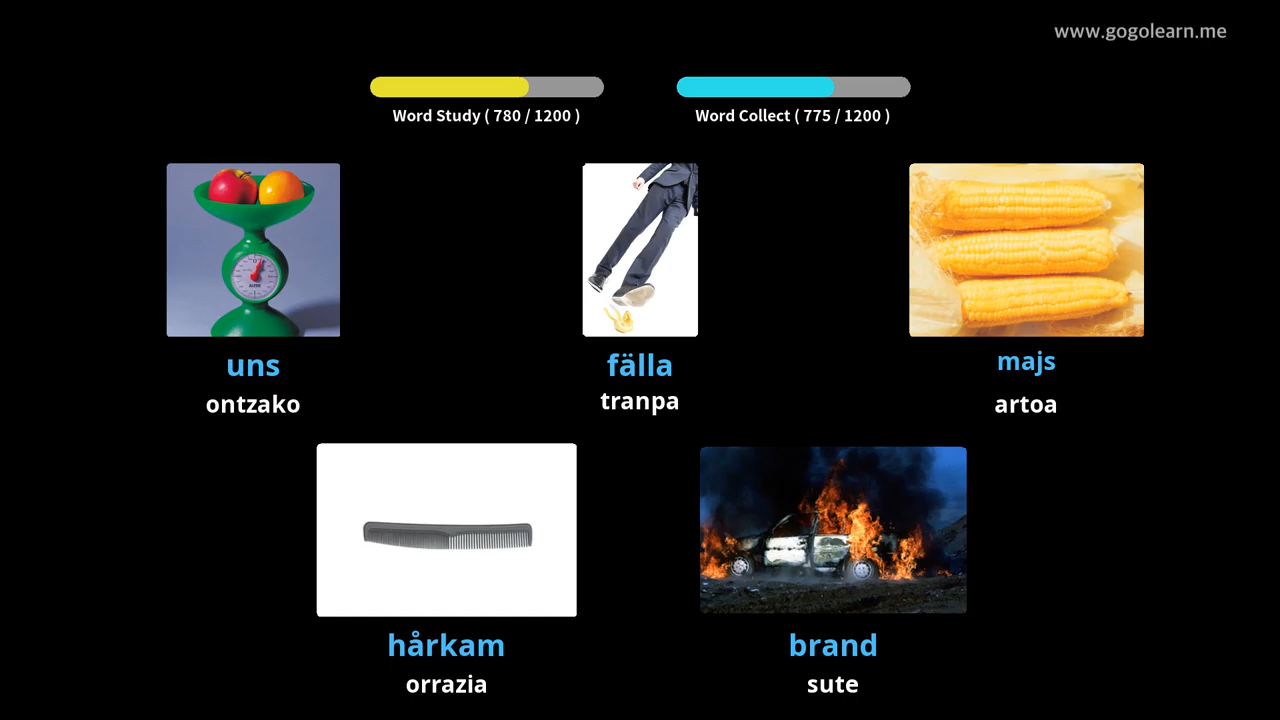 www.gogolearn.me
Word Study ( 780 / 1200 )
Word Collect ( 775 / 1200 )
uns
ontzako
fälla
tranpa
majs
artoa
hårkam
orrazia
brand
sute